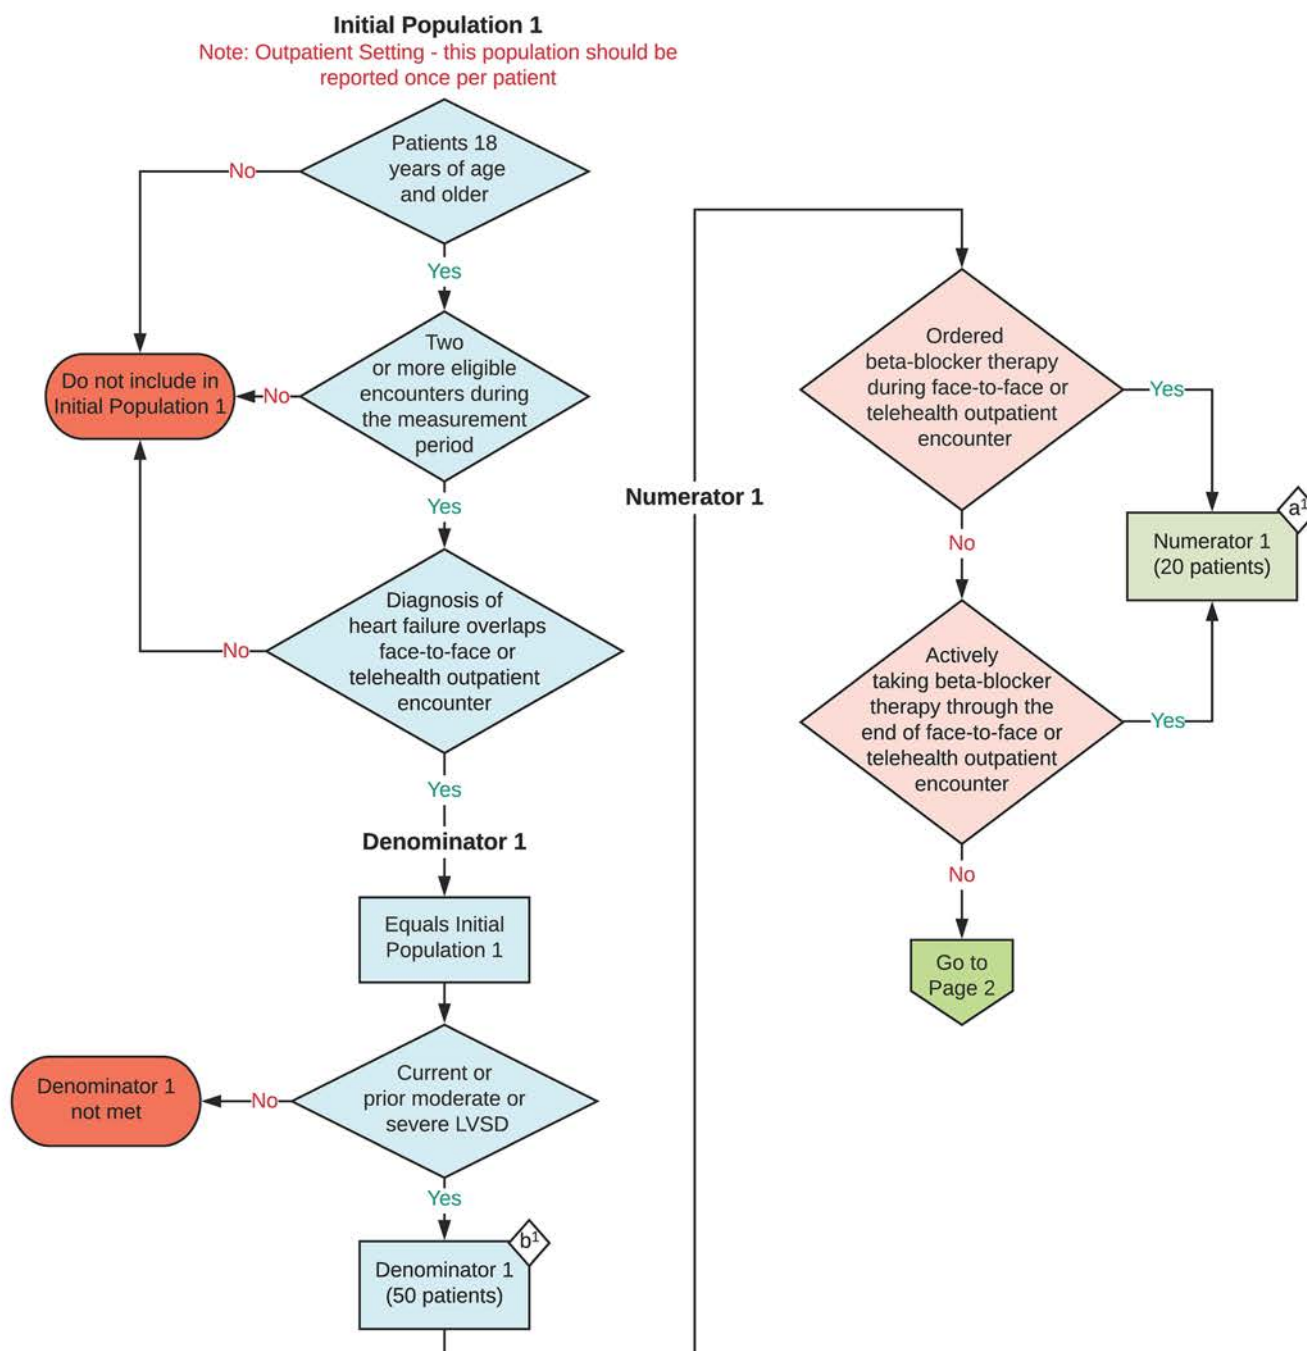 Initial Population 1
Note: Outpatient Setting - this population should be
reported once per patient
Patients 18
years of age
and older
No
Yes
Two
or more eligible
encounters during
the measurement
period
No
Do not include in
Initial Population 1
Yes
Diagnosis of
heart failure overlaps
face-to-face or
telehealth outpatient
encounter
No
Yes
Denominator 1
Equals Initial
Population 1
Current or
prior moderate or
severe LVSD
No
Denominator 1
not met
Yes
b¹
Denominator 1
(50 patients)
Numerator 1
Ordered
beta-blocker therapy
during face-to-face or
telehealth outpatient
encounter
Yes
a¹
Numerator 1
(20 patients)
No
Actively
taking beta-blocker
therapy through the
end of face-to-face or
telehealth outpatient
encounter
Yes
No
Go to
Page 2